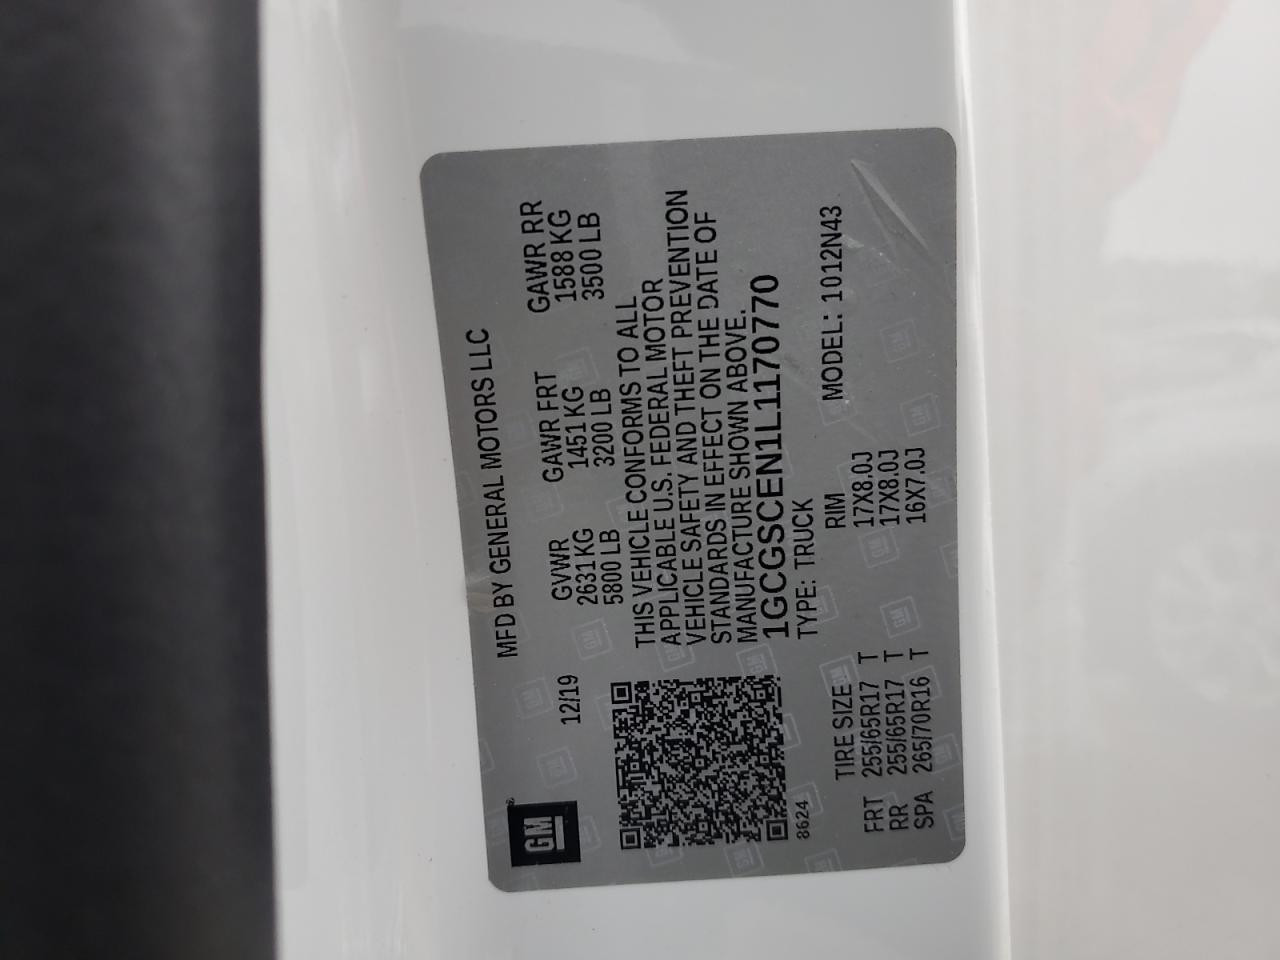 GM
MFD BY GENERAL MOTORS LLC
12/19
GVWR GAWR FRT GAWR RR
2631 KG 1451 KG 1588 KG
5800 LB 3200 LB 3500 LB
THIS VEHICLE CONFORMS TO ALL
APPLICABLE U.S. FEDERAL MOTOR
VEHICLE SAFETY AND THEFT PREVENTION
STANDARDS IN EFFECT ON THE DATE OF
MANUFACTURE SHOWN ABOVE.
1GCGSCEN1L1170770
8624
TYPE: TRUCK MODEL: 1012N43
TIRE SIZE RIM
FRT 255/65R17 T 17X8.0J
RR 255/65R17 T 17X8.0J
SPA 265/70R16 T 16X7.0J